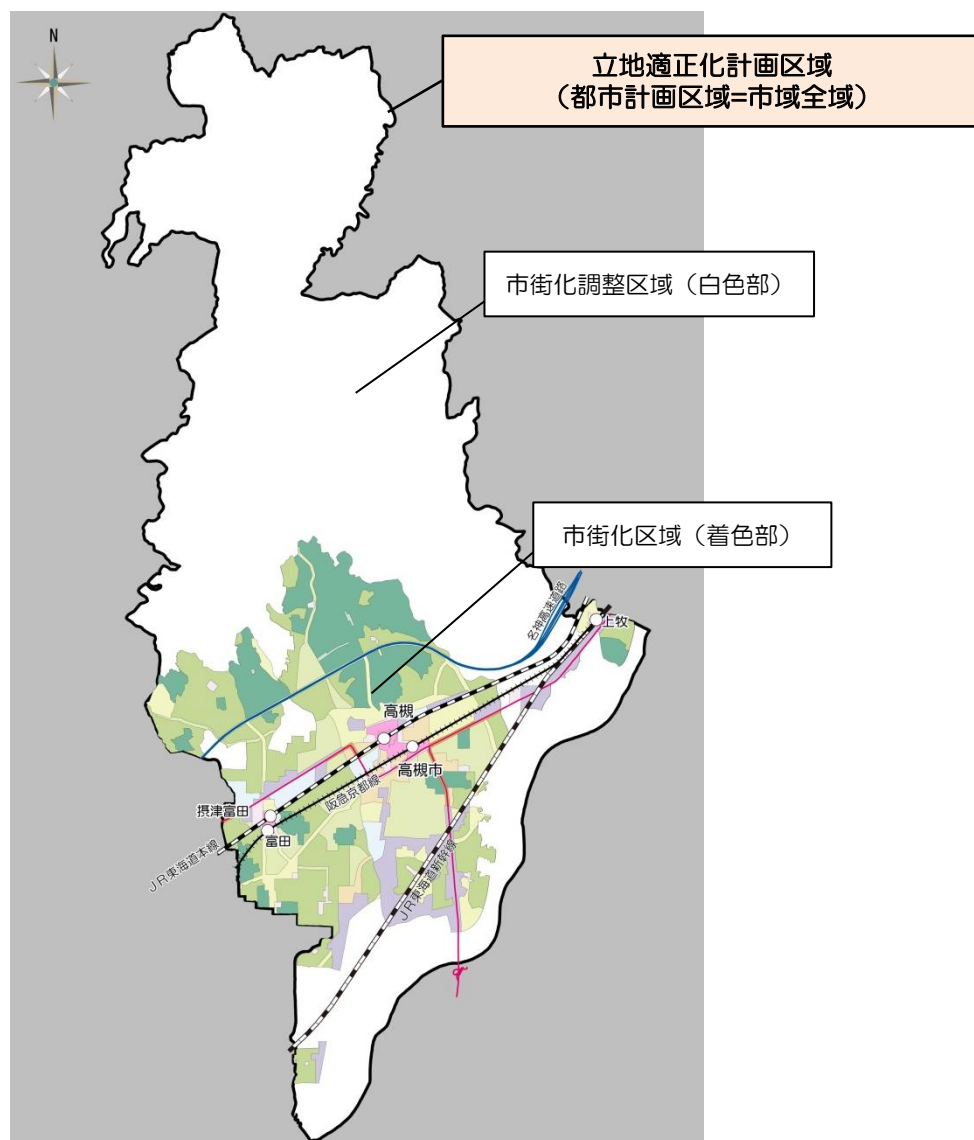 N
立地適正化計画区域
（都市計画区域=市域全域）
市街化調整区域（白色部）
市街化区域（着色部）
名神高速道路
上牧
高槻
高槻市
阪急京都線
摂津富田
富田
JR東海道本線
JR東海道新幹線